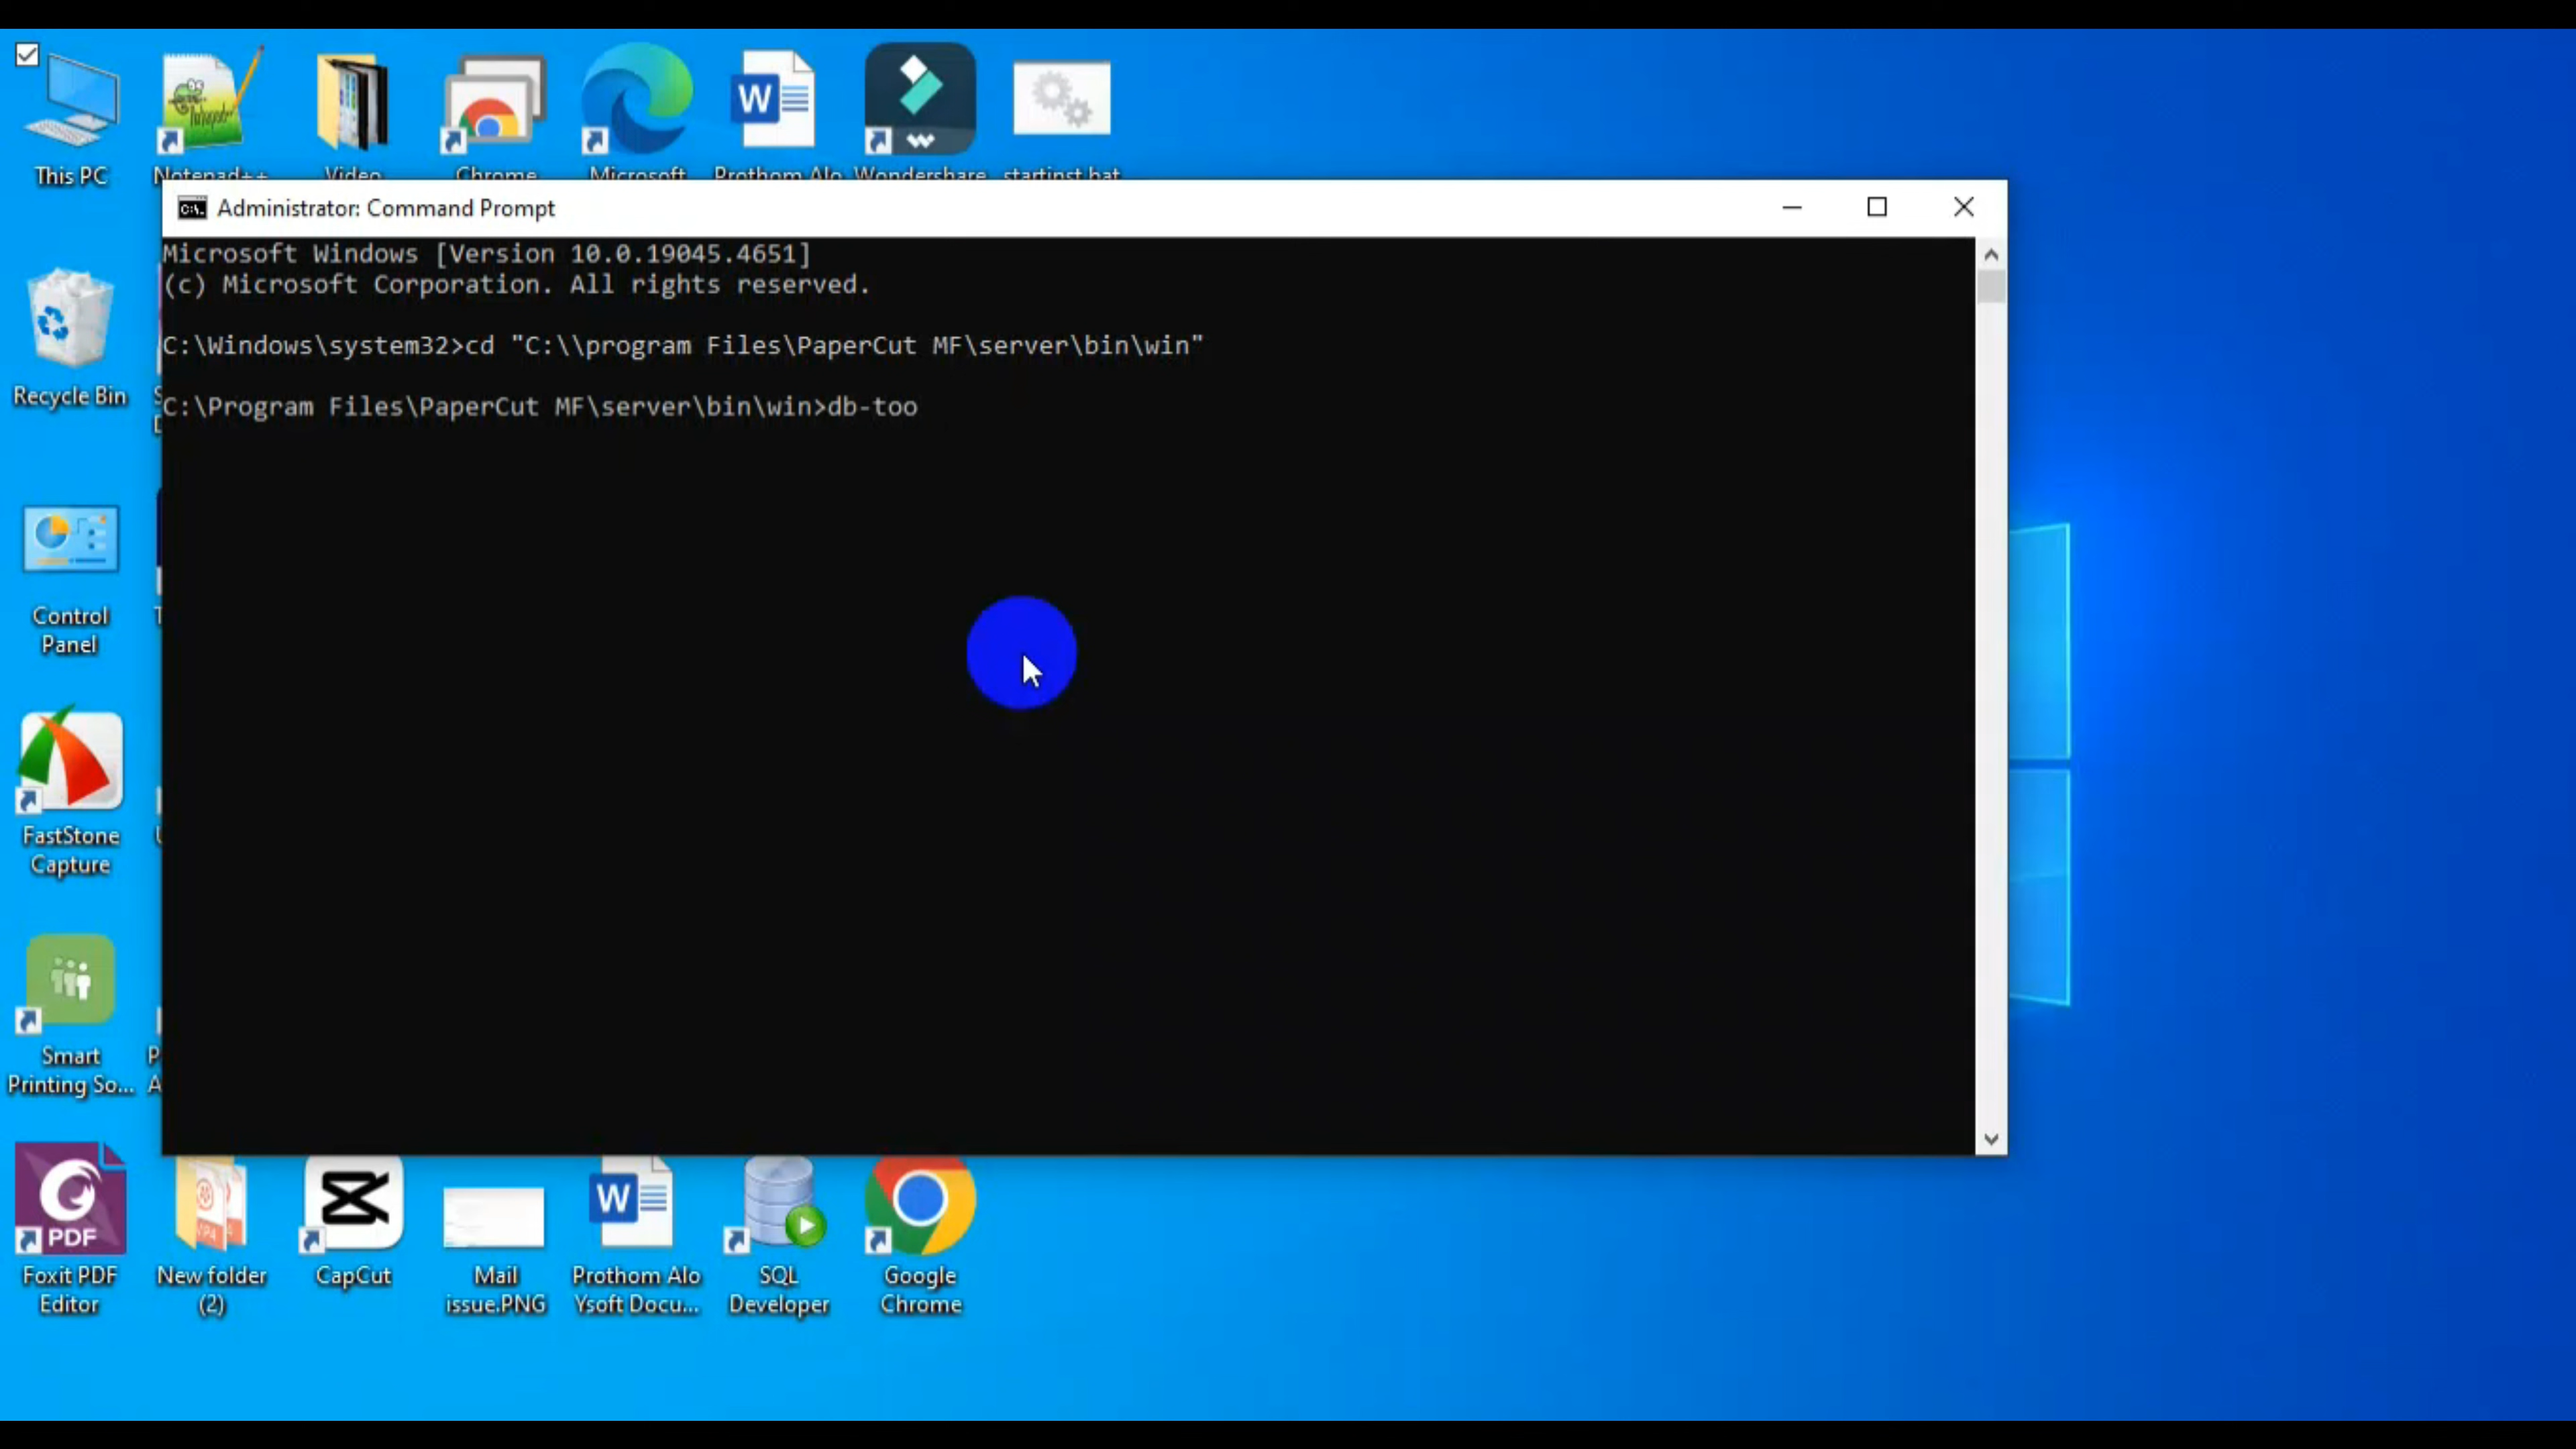 This PC
Notepad++
Video
Chrome
Microsoft
Prothom Alo
Wondershare
startinst.bat
Administrator: Command Prompt
Microsoft Windows [Version 10.0.19045.4651]
(c) Microsoft Corporation. All rights reserved.
C:\Windows\system32>cd "C:\\program Files\PaperCut MF\server\bin\win"
C:\Program Files\PaperCut MF\server\bin\win>db-too
Recycle Bin
Control
Panel
FastStone
Capture
Smart
Printing So...
PDF
Foxit PDF
Editor
New folder
(2)
CapCut
Mail
issue.PNG
W
Prothom Alo
Ysoft Docu...
SQL
Developer
Google
Chrome